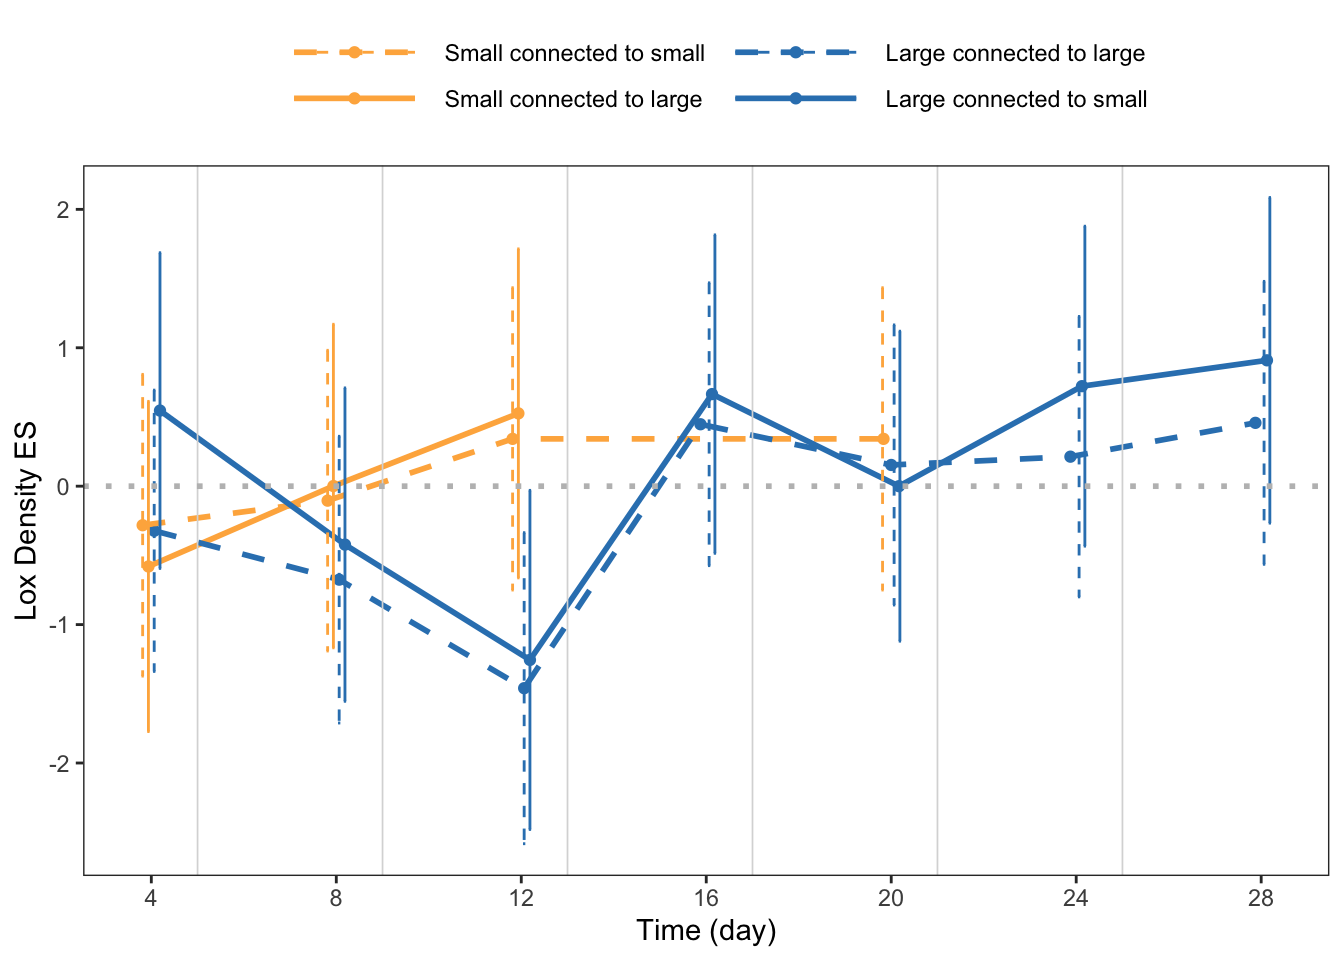 Small connected to small Large connected to large
Small connected to large Large connected to small
2
1
0
-1
-2
Lox Density ES
4 8 12 16 20 24 28
Time (day)